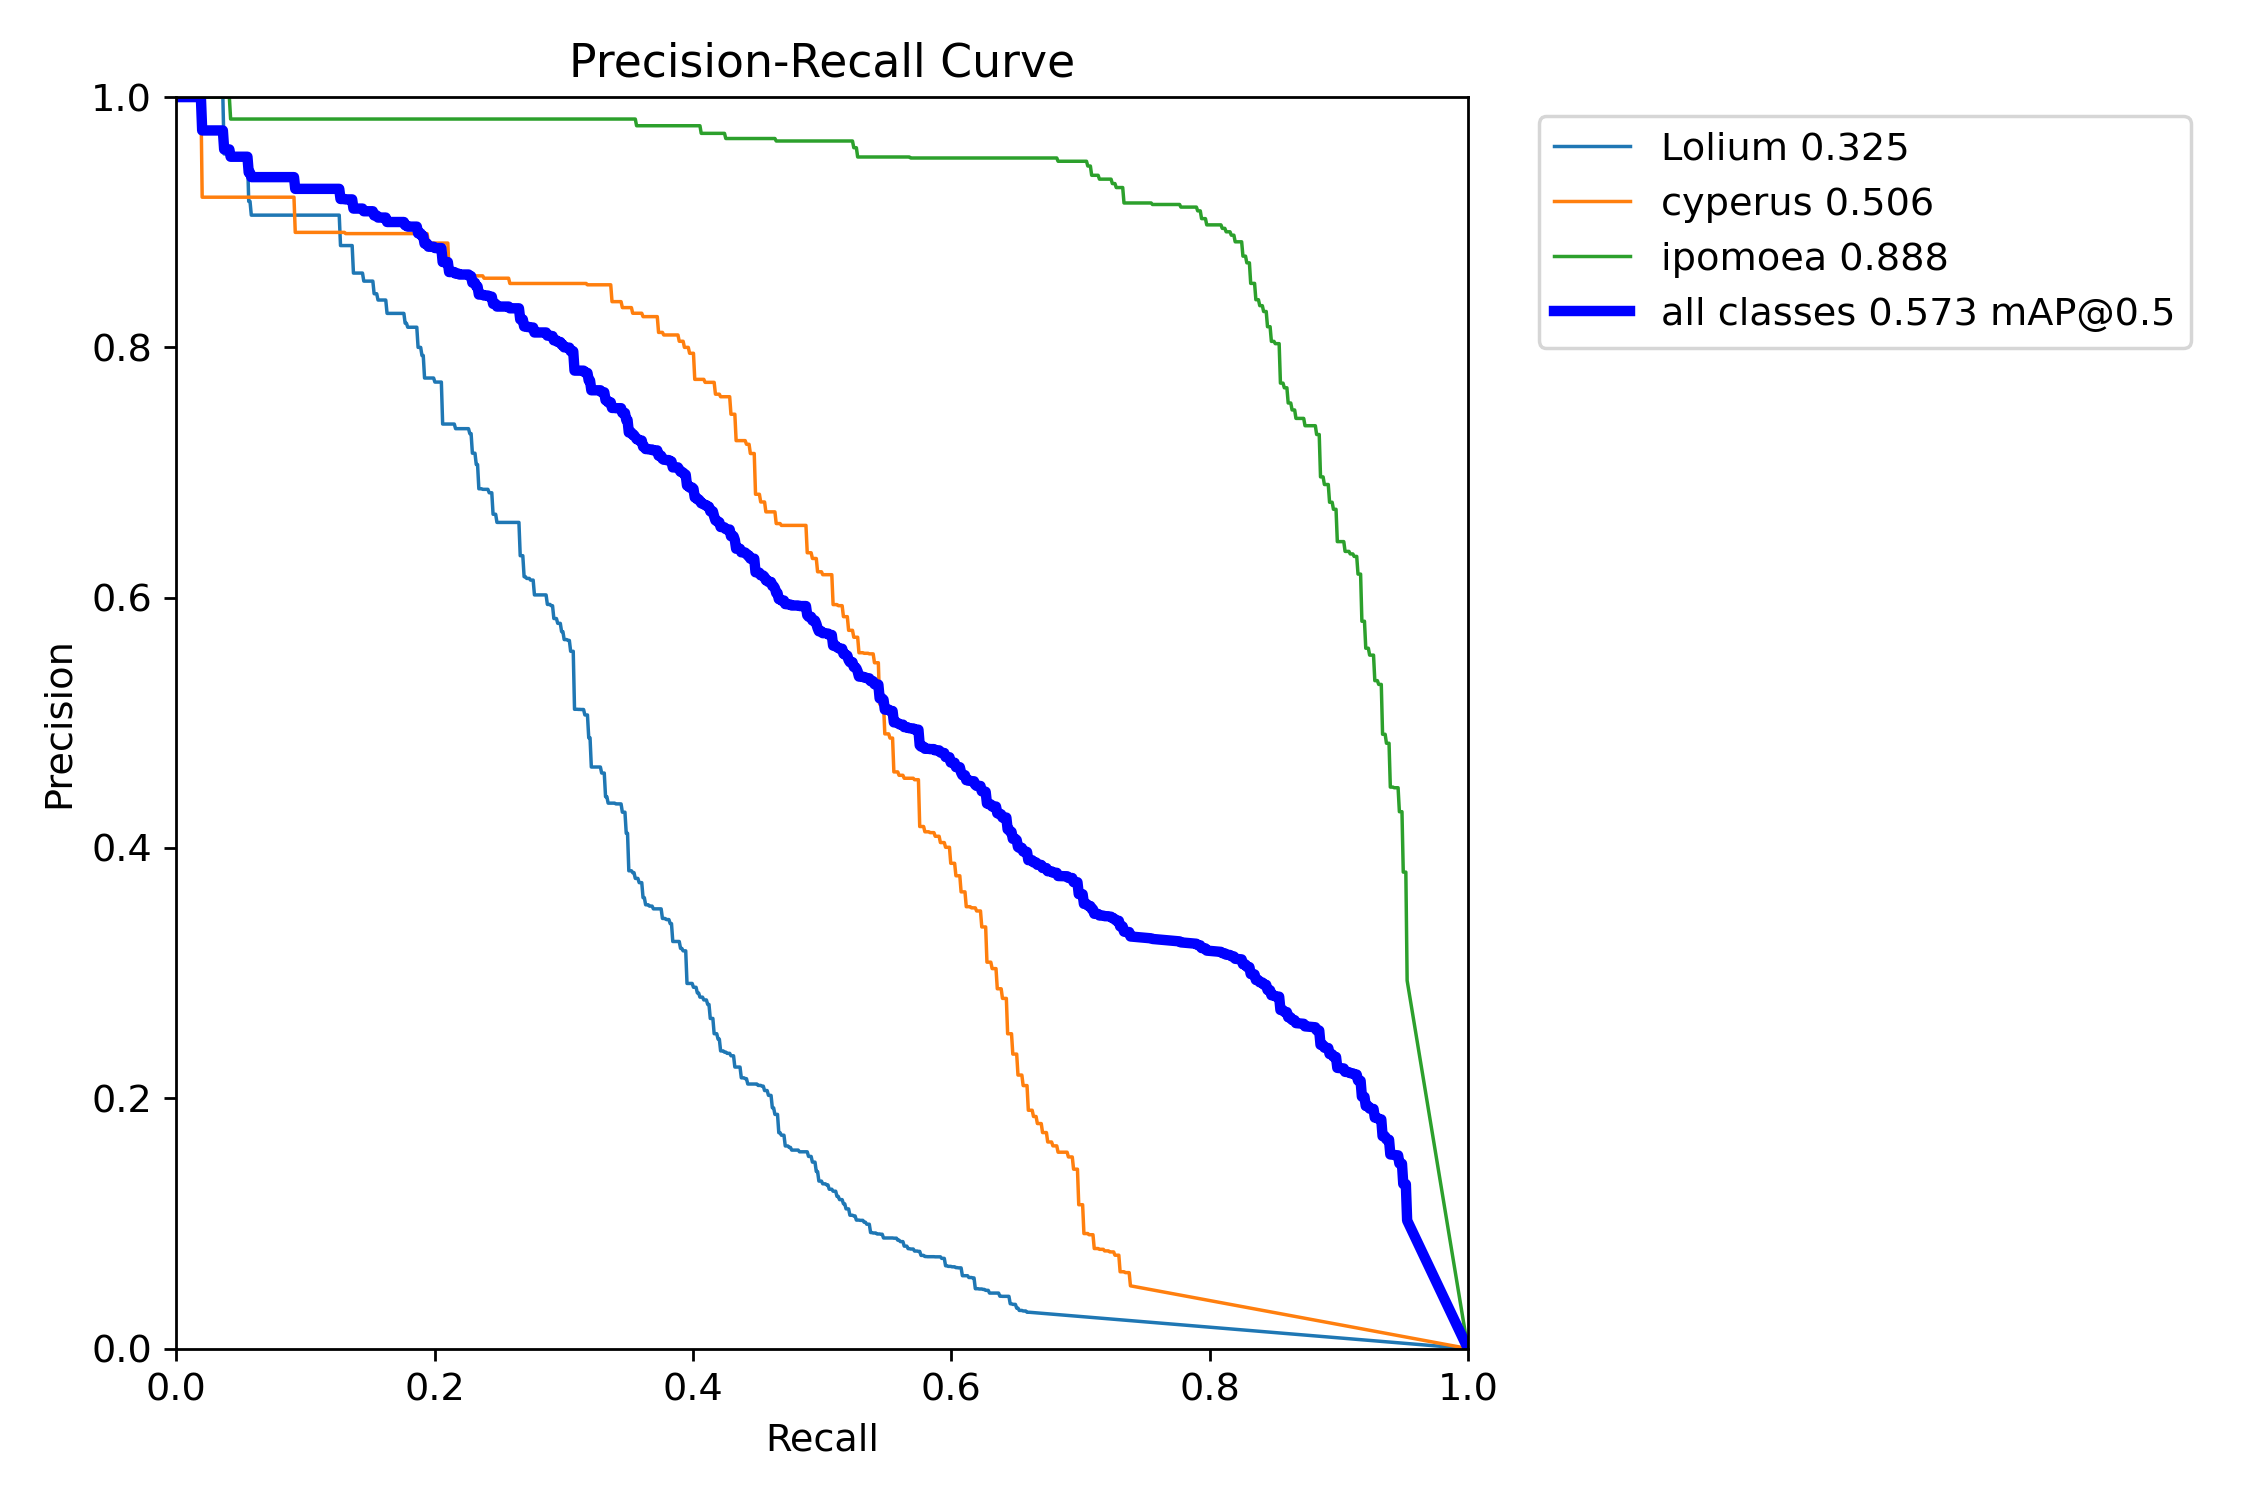 Precision-Recall Curve
1.0
0.8
0.6
0.4
0.2
0.0
Precision
0.0 0.2 0.4 0.6 0.8 1.0
Recall
Lolium 0.325
cyperus 0.506
ipomoea 0.888
all classes 0.573 mAP@0.5